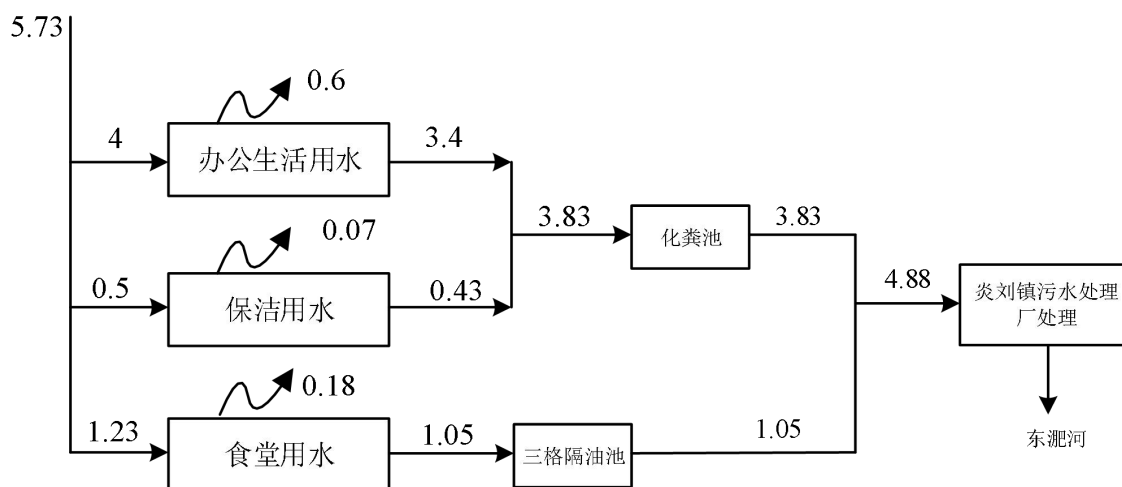 5.73
0.6
4
办公生活用水
3.4
0.07
3.83
化粪池
3.83
0.5
保洁用水
0.43
4.88
炎刘镇污水处理
厂处理
0.18
1.23
食堂用水
1.05
三格隔油池
1.05
东淝河